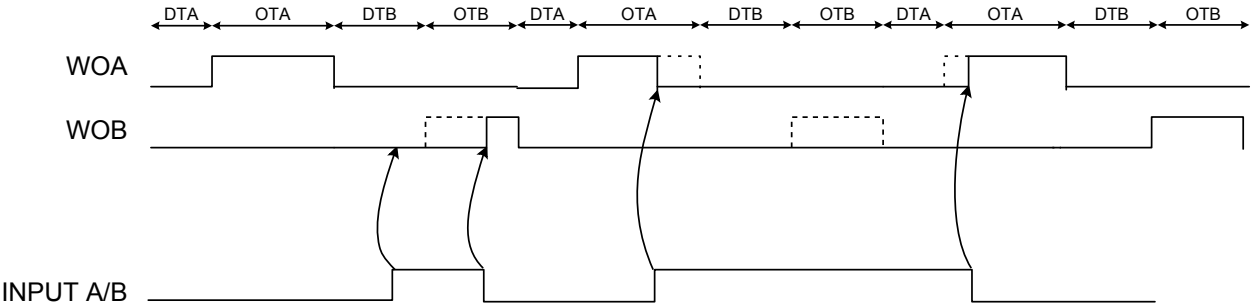 DTA OTA DTB OTB DTA OTA DTB OTB DTA OTA DTB OTB
WOA
WOB
INPUT A/B